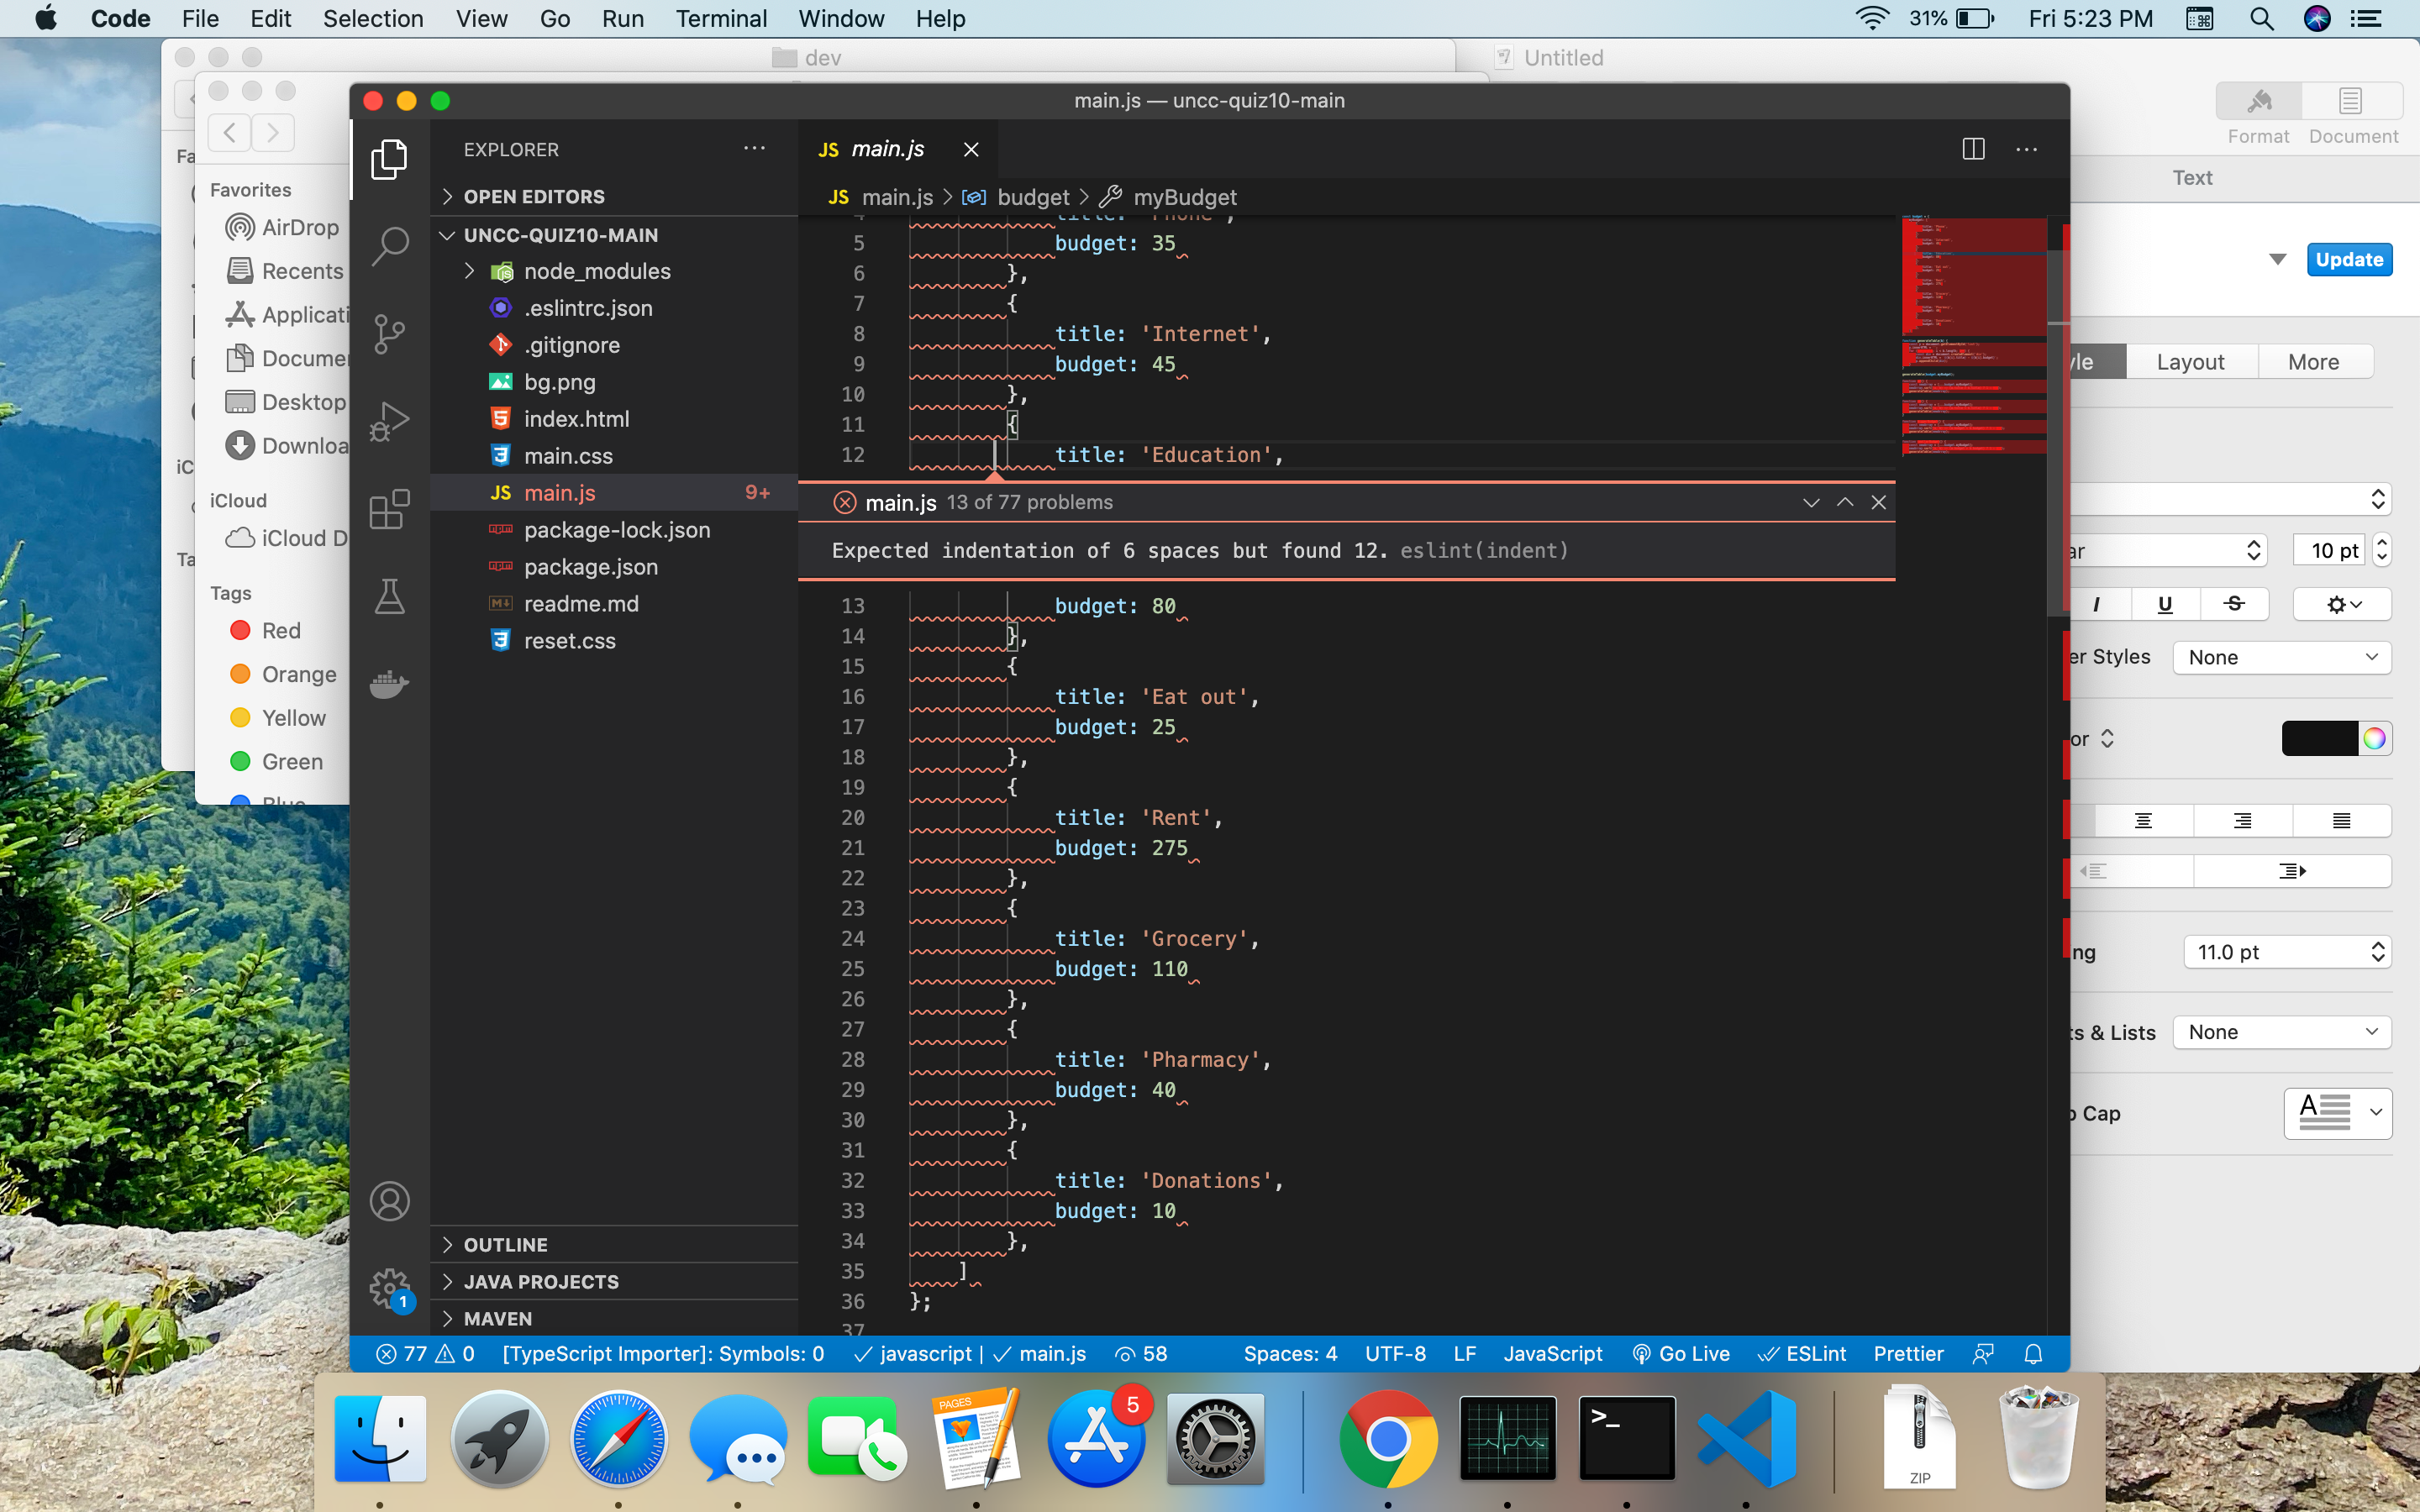 Code File Edit Selection View Go Run Terminal Window Help 31% Fri 5:23 PM
dev
Untitled
main.js — uncc-quiz10-main
Format Document
Text
Update
Layout More
10 pt
I U S
er Styles None
11.0 pt
ts & Lists None
Cap
A
Favorites
AirDrop
Recents
Applicati
Documen
Desktop
Downloa
iCloud
iCloud D
Tags
Red
Orange
Yellow
Green
EXPLORER
OPEN EDITORS
UNCC-QUIZ10-MAIN
node_modules
.eslintrc.json
.gitignore
bg.png
index.html
main.css
JS main.js 9+
package-lock.json
package.json
readme.md
reset.css
OUTLINE
JAVA PROJECTS
MAVEN
1
JS main.js
JS main.js > budget > myBudget
4 title: 'Phone',
5 budget: 35
6 },
7 {
8 title: 'Internet',
9 budget: 45
10 },
11 {
12 title: 'Education',
main.js 13 of 77 problems
Expected indentation of 6 spaces but found 12. eslint(indent)
13 budget: 80
14 },
15 {
16 title: 'Eat out',
17 budget: 25
18 },
19 {
20 title: 'Rent',
21 budget: 275
22 },
23 {
24 title: 'Grocery',
25 budget: 110
26 },
27 {
28 title: 'Pharmacy',
29 budget: 40
30 },
31 {
32 title: 'Donations',
33 budget: 10
34 },
35 ]
36 };
37
77 0 [TypeScript Importer]: Symbols: 0 javascript | main.js 58 Spaces: 4 UTF-8 LF JavaScript Go Live ESLint Prettier
PAGES
5
>_
ZIP